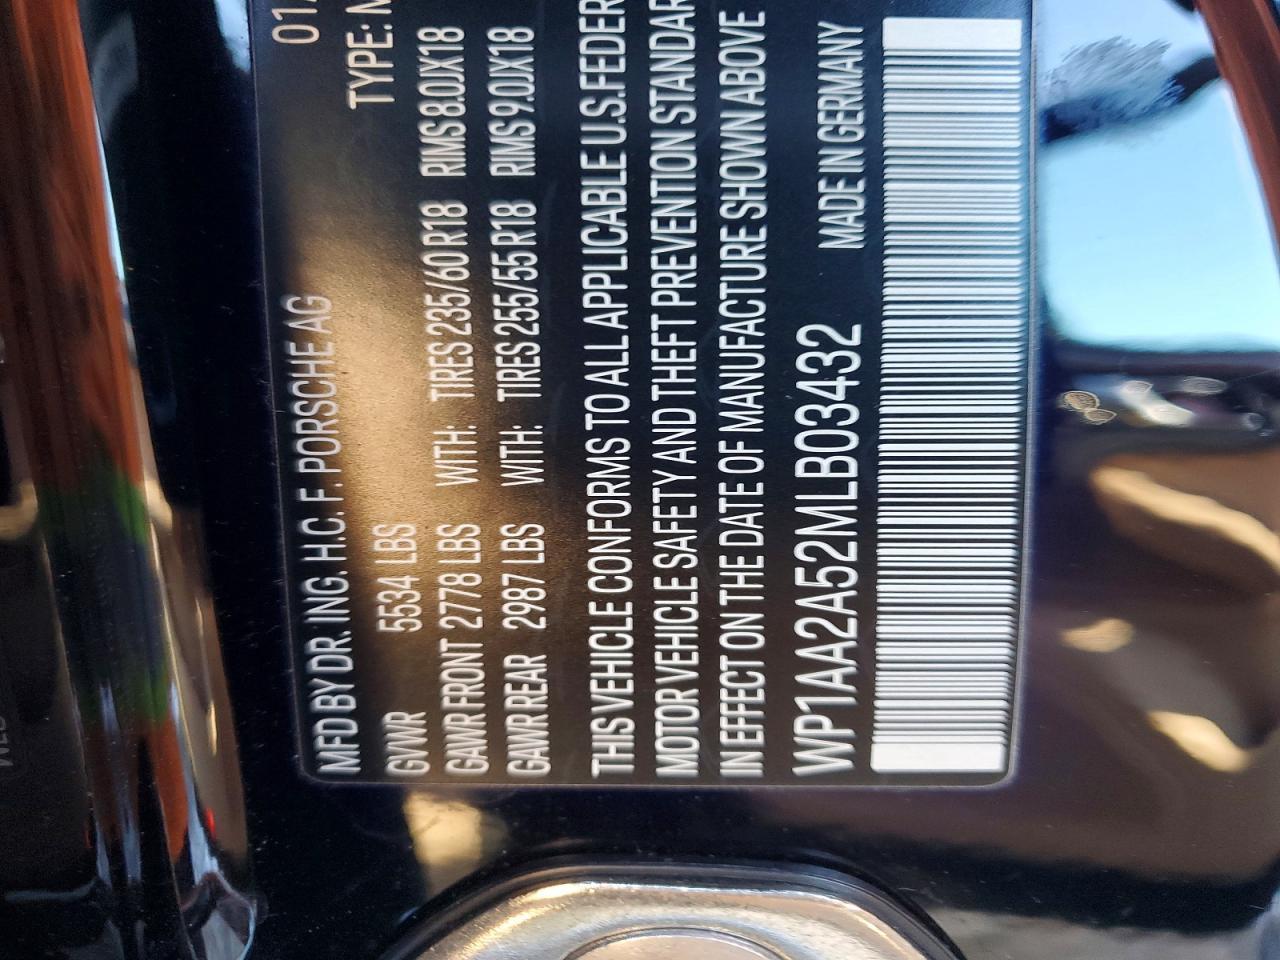 MFD BY DR. ING. H.C. F. PORSCHE AG 01/
GVWR 5534 LBS TYPE: M
GAWR FRONT 2778 LBS WITH: TIRES 235/60 R18 RIMS 8.0JX18
GAWR REAR 2987 LBS WITH: TIRES 255/55 R18 RIMS 9.0JX18
THIS VEHICLE CONFORMS TO ALL APPLICABLE U.S.FEDER
MOTOR VEHICLE SAFETY AND THEFT PREVENTION STANDAR
IN EFFECT ON THE DATE OF MANUFACTURE SHOWN ABOVE
WP1AA2A52MLB03432 MADE IN GERMANY